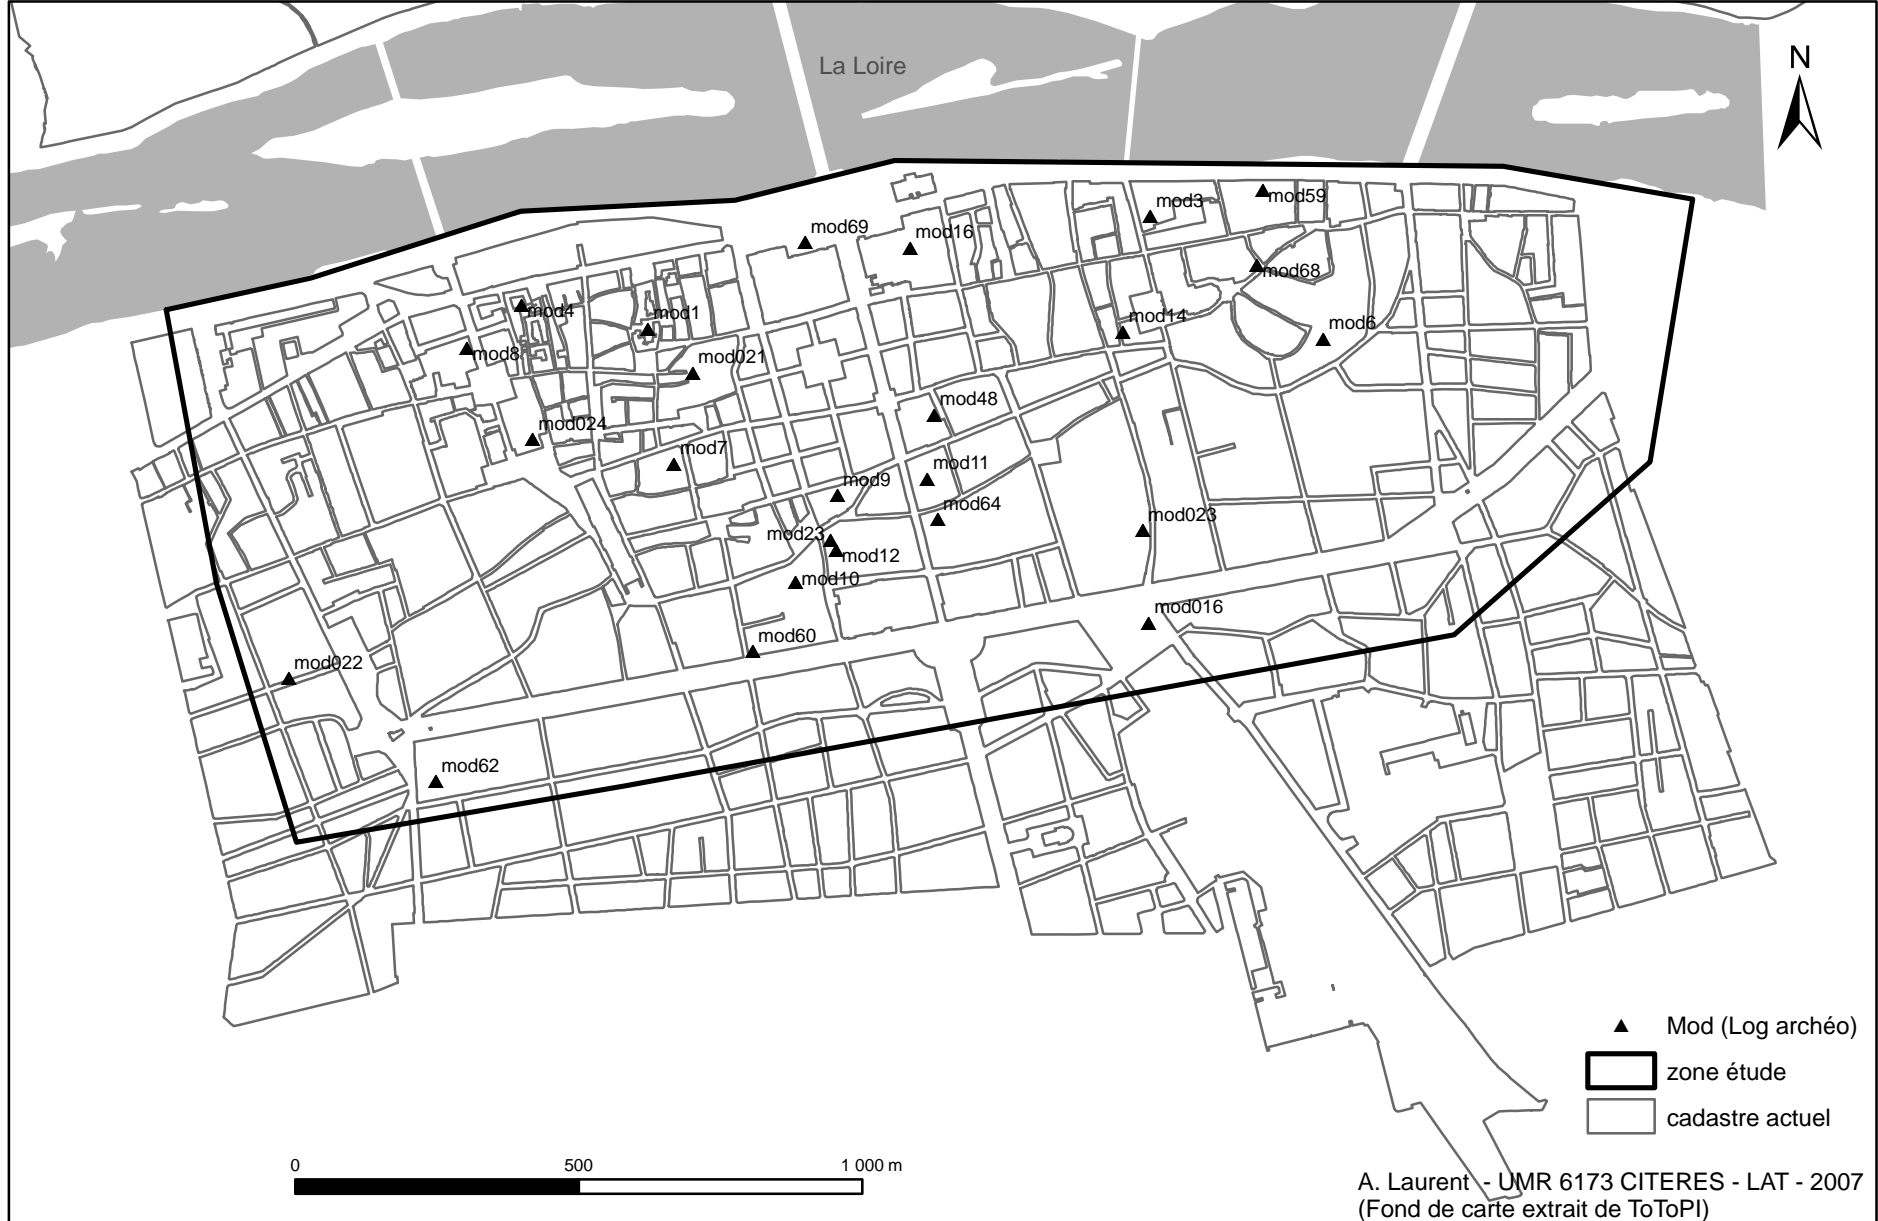 La Loire
N
mod59
mod3
mod69
mod16
mod68
mod4
mod1
mod14
mod6
mod8
mod021
mod48
mod024
mod7
mod11
mod9
mod64
mod023
mod23
mod12
mod10
mod016
mod60
mod022
mod62
Mod (Log archéo)
zone étude
cadastre actuel
0 500 1 000 m
A. Laurent - UMR 6173 CITERES - LAT - 2007
(Fond de carte extrait de ToToPI)